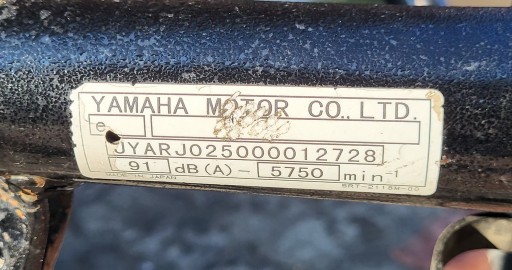 YAMAHA MOTOR CO., LTD.
e
JYARJ025000012728
91 dB(A) - 5750 min-1
MADE IN JAPAN